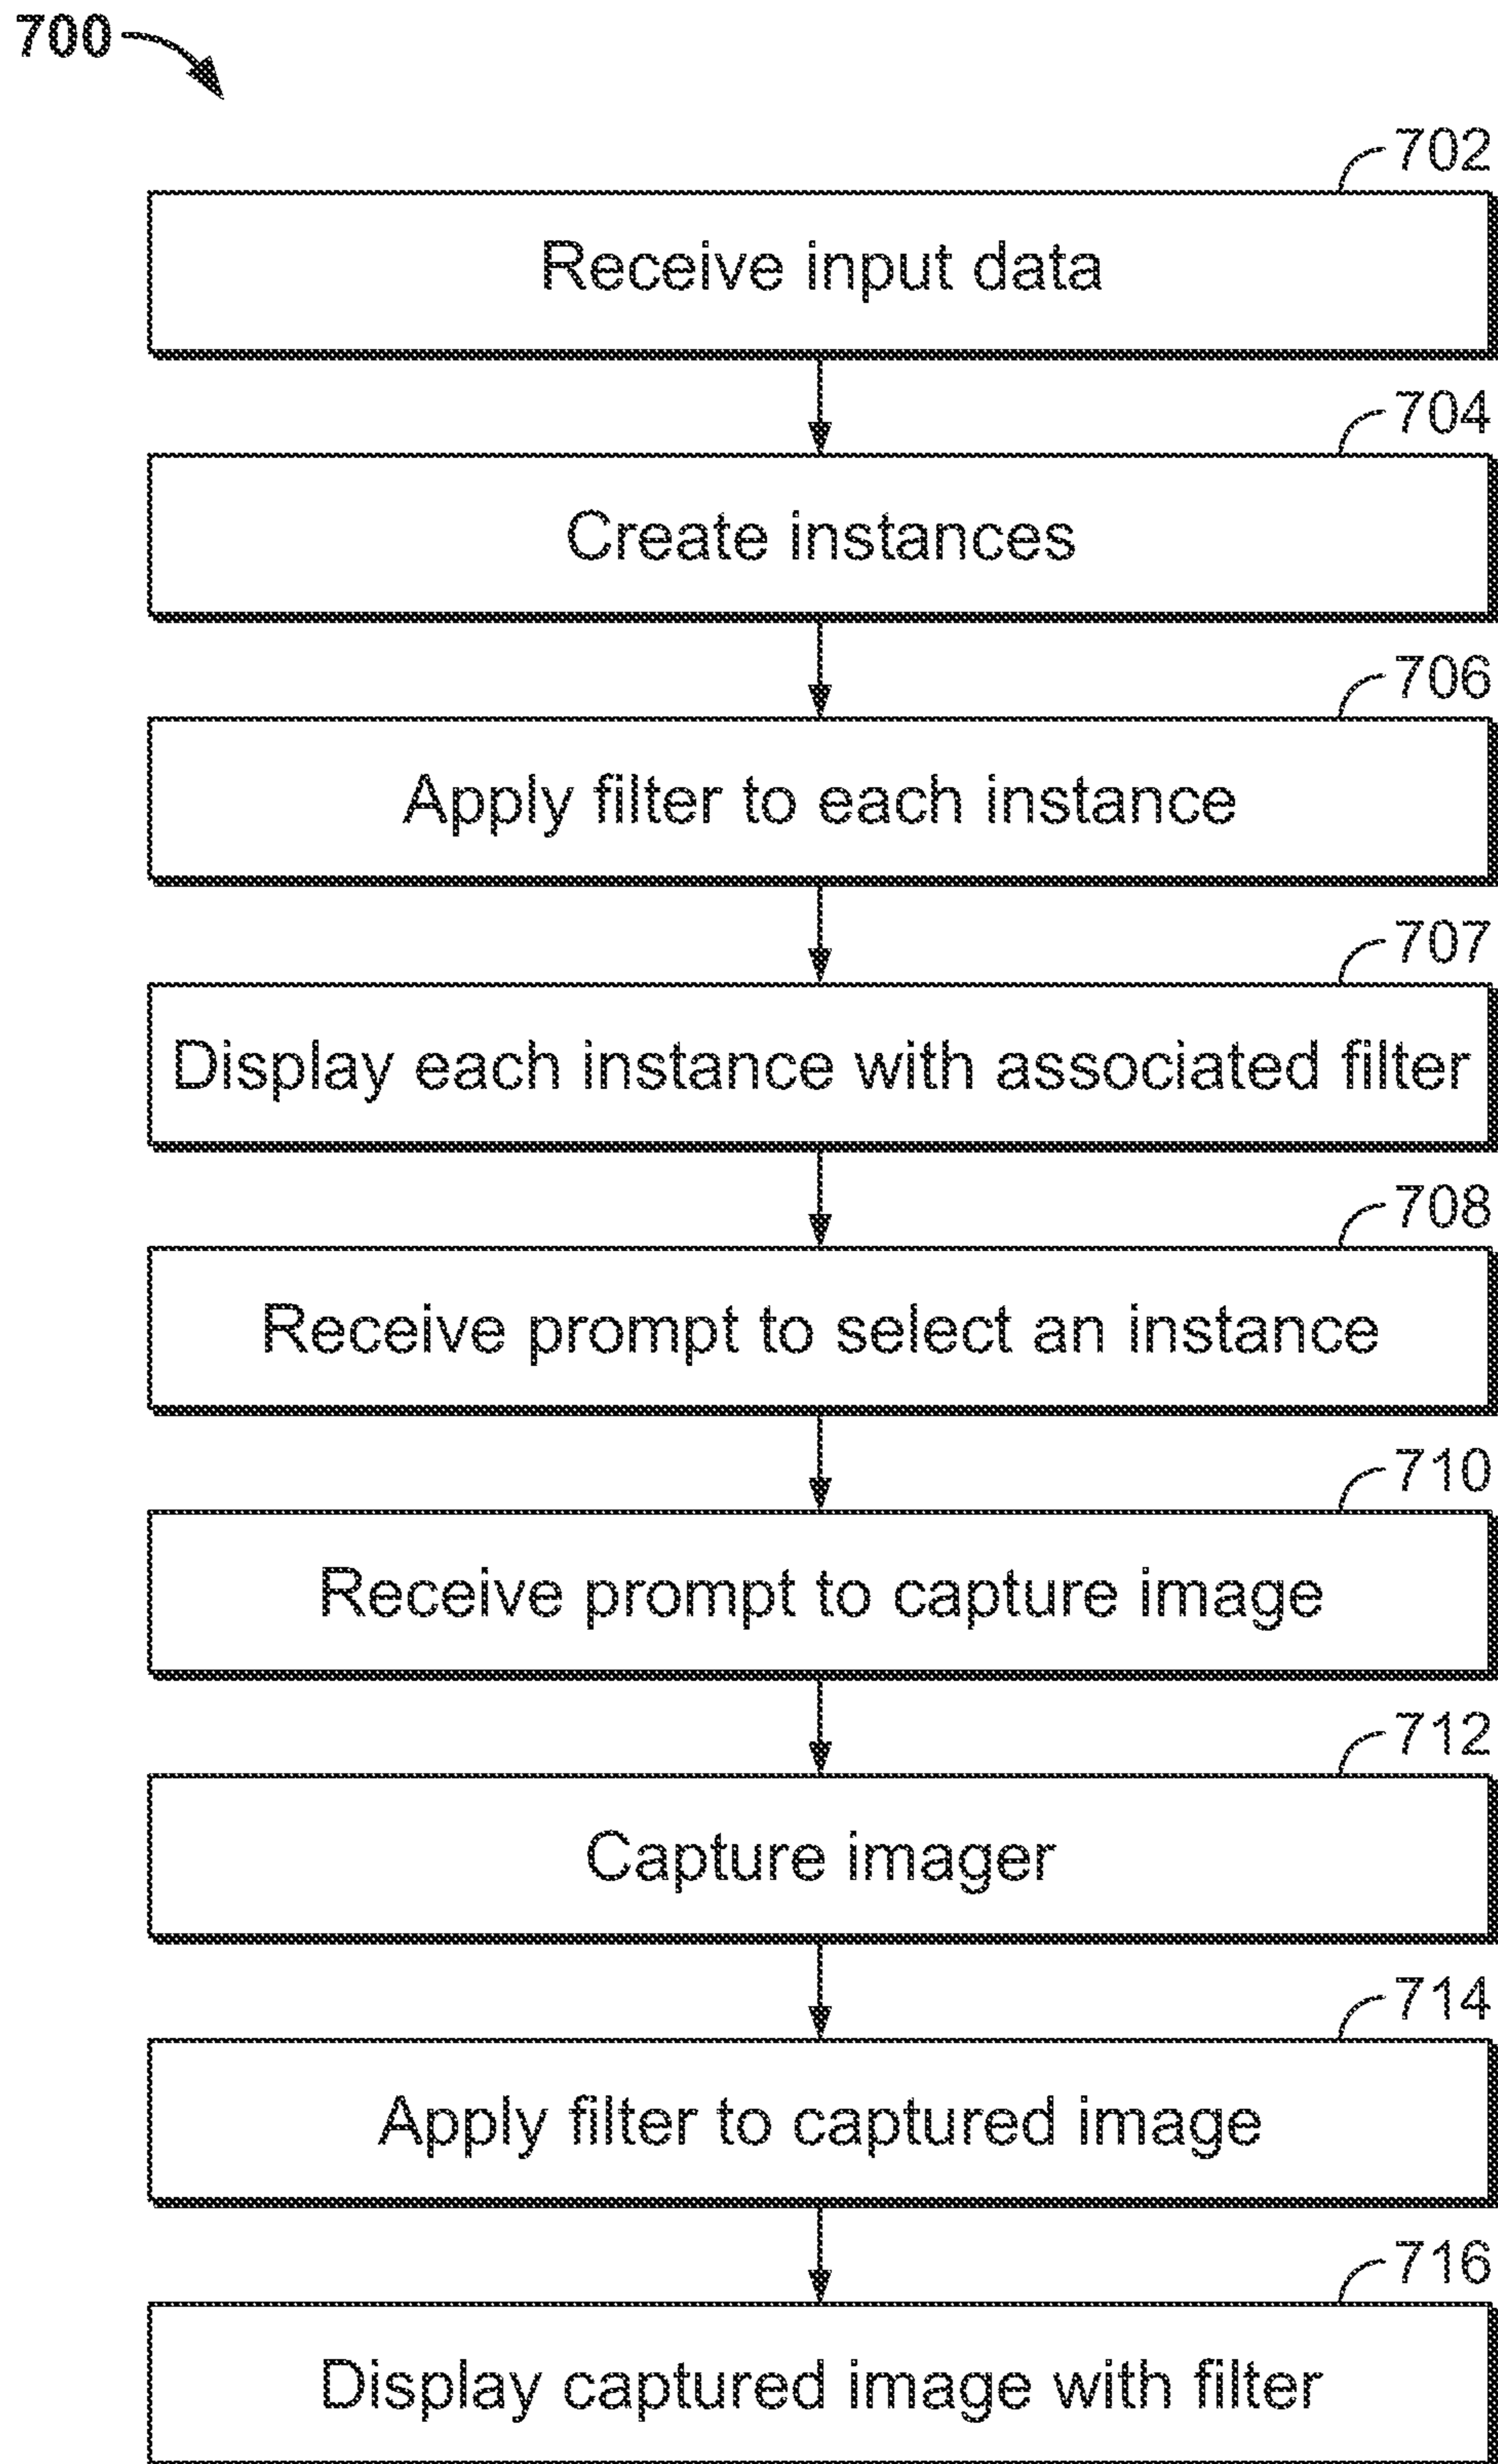 700
702
Receive input data
704
Create instances
706
Apply filter to each instance
707
Display each instance with associated filter
708
Receive prompt to select an instance
710
Receive prompt to capture image
712
Capture imager
714
Apply filter to captured image
716
Display captured image with filter